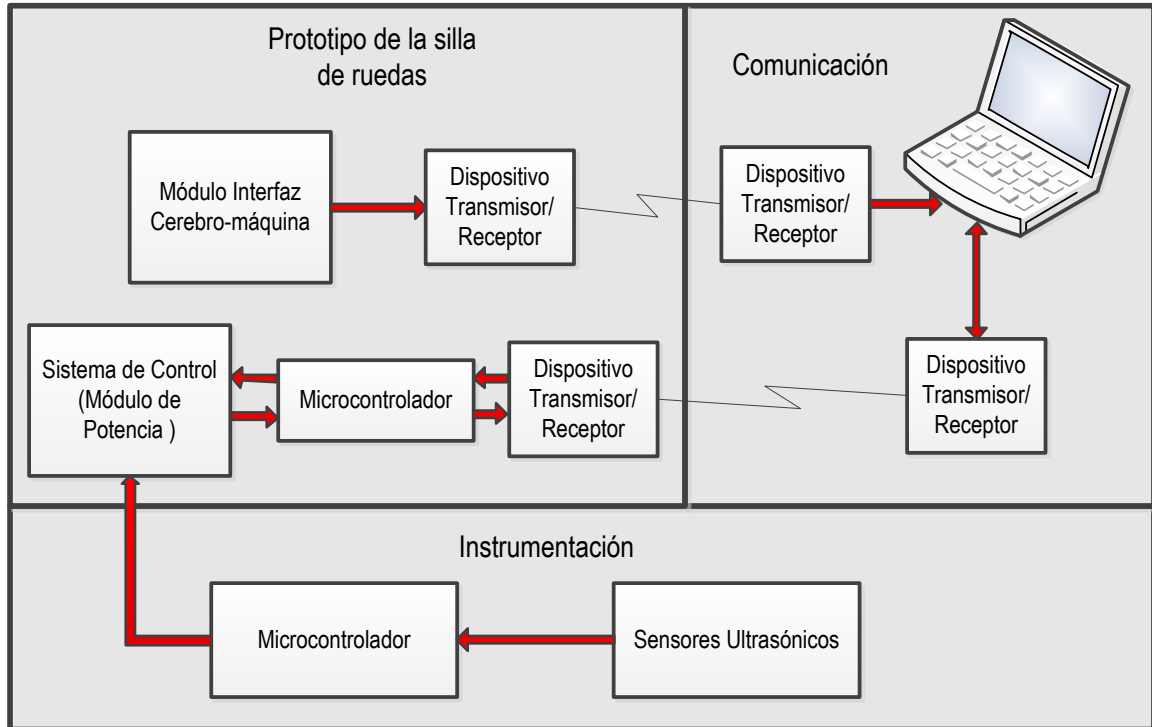 Prototipo de la silla
de ruedas
Comunicación
Módulo Interfaz
Cerebro-máquina
Dispositivo
Transmisor/
Receptor
Dispositivo
Transmisor/
Receptor
Sistema de Control
(Módulo de
Potencia )
Microcontrolador
Dispositivo
Transmisor/
Receptor
Dispositivo
Transmisor/
Receptor
Instrumentación
Microcontrolador
Sensores Ultrasónicos